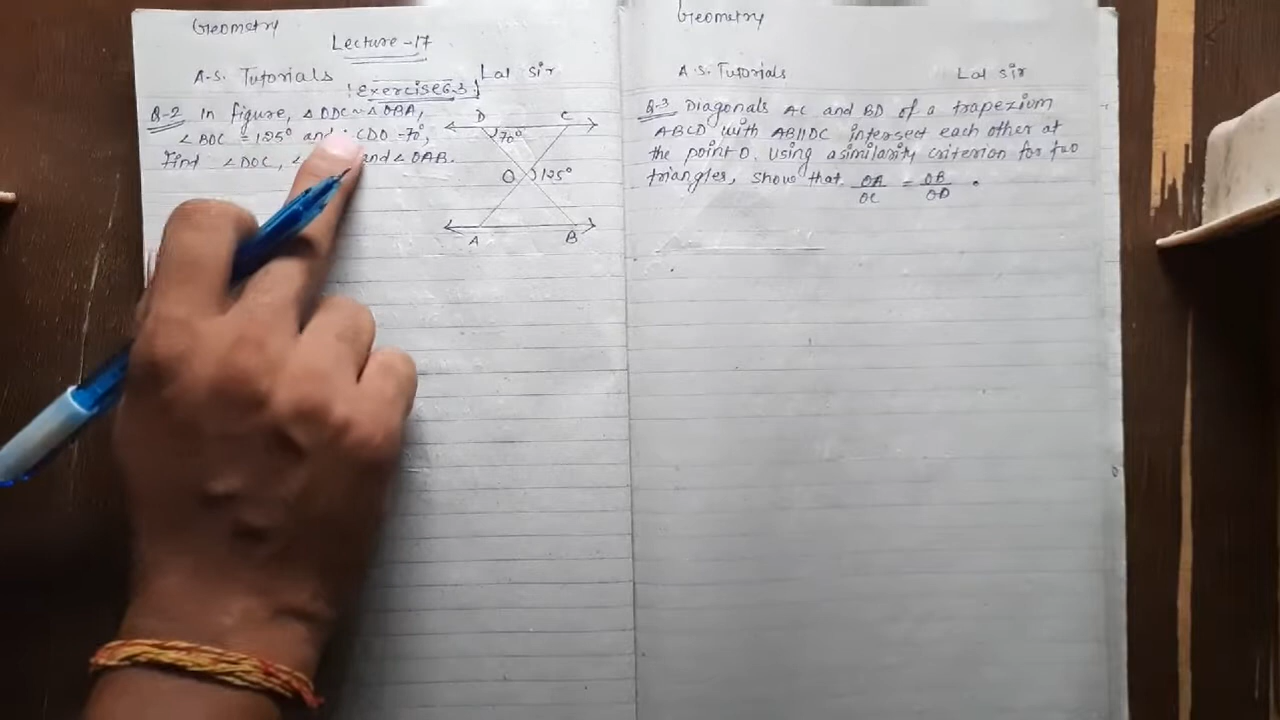 Geometry
Lecture-17
A.S. Tutorials
Lal sir
Exercise 6.3
Q-2 In figure, △ODC ~ △OBA,
∠BOC = 125° and CDO = 70°,
Find ∠DOC, ∠ and ∠OAB.
D C
70°
O 125°
A B
Geometry
A.S. Tutorials Lal sir
Q-3 Diagonals AC and BD of a trapezium
ABCD with AB||DC intersect each other at
the point O. Using a similarity criterion for two
triangles, show that OA/OC = OB/OD.